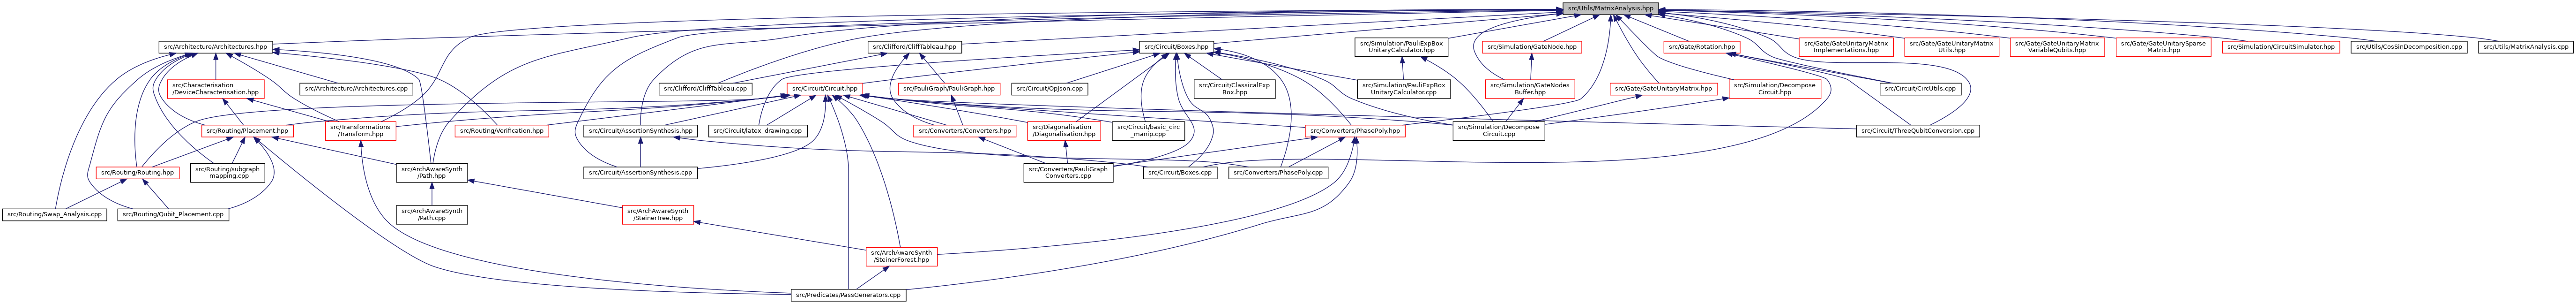 src/Utils/MatrixAnalysis.hpp
src/Architecture/Architectures.hpp
src/Clifford/CliffTableau.hpp
src/Circuit/Boxes.hpp
src/Simulation/PauliExpBox
UnitaryCalculator.hpp
src/Simulation/GateNode.hpp
src/Gate/Rotation.hpp
src/Gate/GateUnitaryMatrix
Implementations.hpp
src/Gate/GateUnitaryMatrix
Utils.hpp
src/Gate/GateUnitaryMatrix
VariableQubits.hpp
src/Gate/GateUnitarySparse
Matrix.hpp
src/Simulation/CircuitSimulator.hpp
src/Utils/CosSinDecomposition.cpp
src/Utils/MatrixAnalysis.cpp
src/Characterisation
/DeviceCharacterisation.hpp
src/Architecture/Architectures.cpp
src/Clifford/CliffTableau.cpp
src/Circuit/Circuit.hpp
src/PauliGraph/PauliGraph.hpp
src/Circuit/OpJson.cpp
src/Circuit/ClassicalExp
Box.hpp
src/Simulation/PauliExpBox
UnitaryCalculator.cpp
src/Simulation/GateNodes
Buffer.hpp
src/Gate/GateUnitaryMatrix.hpp
src/Simulation/Decompose
Circuit.hpp
src/Circuit/CircUtils.cpp
src/Routing/Placement.hpp
src/Transformations
/Transform.hpp
src/Routing/Verification.hpp
src/Circuit/AssertionSynthesis.hpp
src/Circuit/latex_drawing.cpp
src/Converters/Converters.hpp
src/Diagonalisation
/Diagonalisation.hpp
src/Circuit/basic_circ
_manip.cpp
src/Converters/PhasePoly.hpp
src/Simulation/Decompose
Circuit.cpp
src/Circuit/ThreeQubitConversion.cpp
src/Routing/Routing.hpp
src/Routing/subgraph
_mapping.cpp
src/ArchAwareSynth
/Path.hpp
src/Circuit/AssertionSynthesis.cpp
src/Converters/PauliGraph
Converters.cpp
src/Circuit/Boxes.cpp
src/Converters/PhasePoly.cpp
src/Routing/Swap_Analysis.cpp
src/Routing/Qubit_Placement.cpp
src/ArchAwareSynth
/Path.cpp
src/ArchAwareSynth
/SteinerTree.hpp
src/ArchAwareSynth
/SteinerForest.hpp
src/Predicates/PassGenerators.cpp